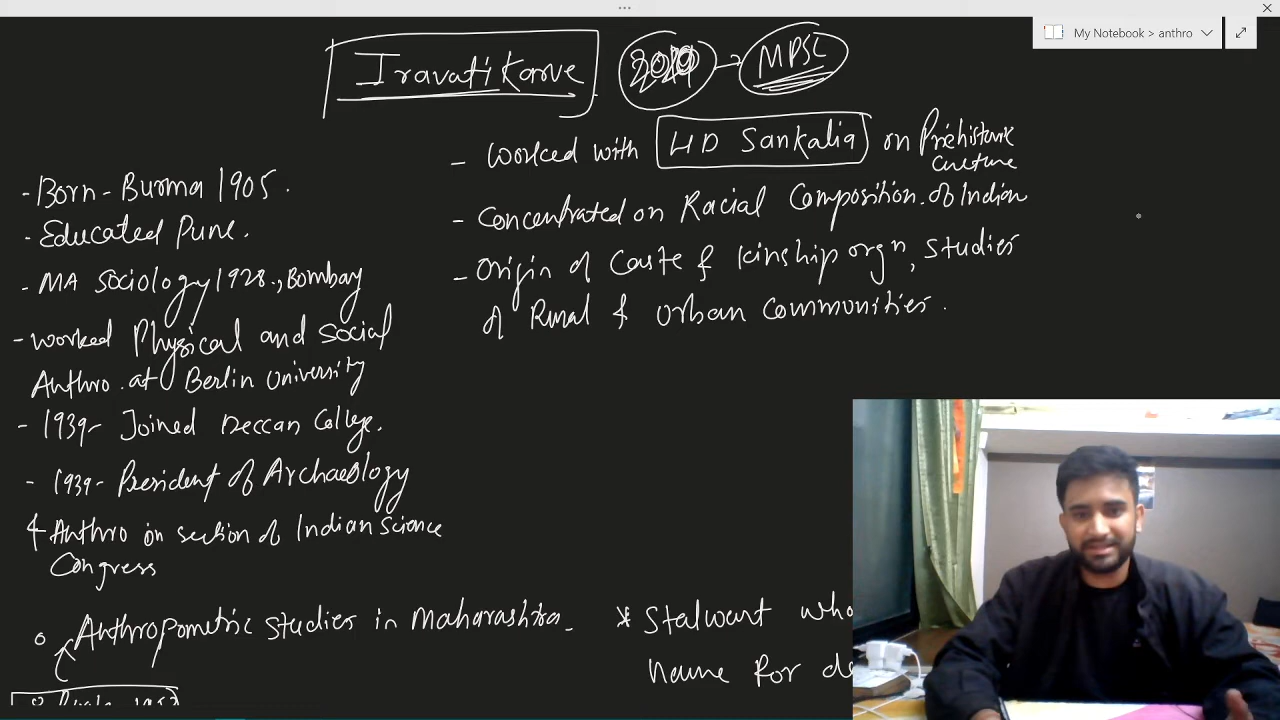 My Notebook > anthro
Iravati Karve
MPSC
- Born - Burma 1905.
- Educated Pune.
- MA Sociology 1928., Bombay
- worked Physical and social
Anthro. at Berlin University
- 1939- Joined Deccan College.
- 1939- President of Archaeology
& Anthro in section of Indian Science
Congress
Anthropometric studies in Maharashtra.
- Worked with HD Sankalia on Prehistoric
Culture
- Concentrated on Racial Composition. of Indian
- Origin of Caste & kinship orgn, studies
of Rural & urban communities.
* Stalwart who
name for de